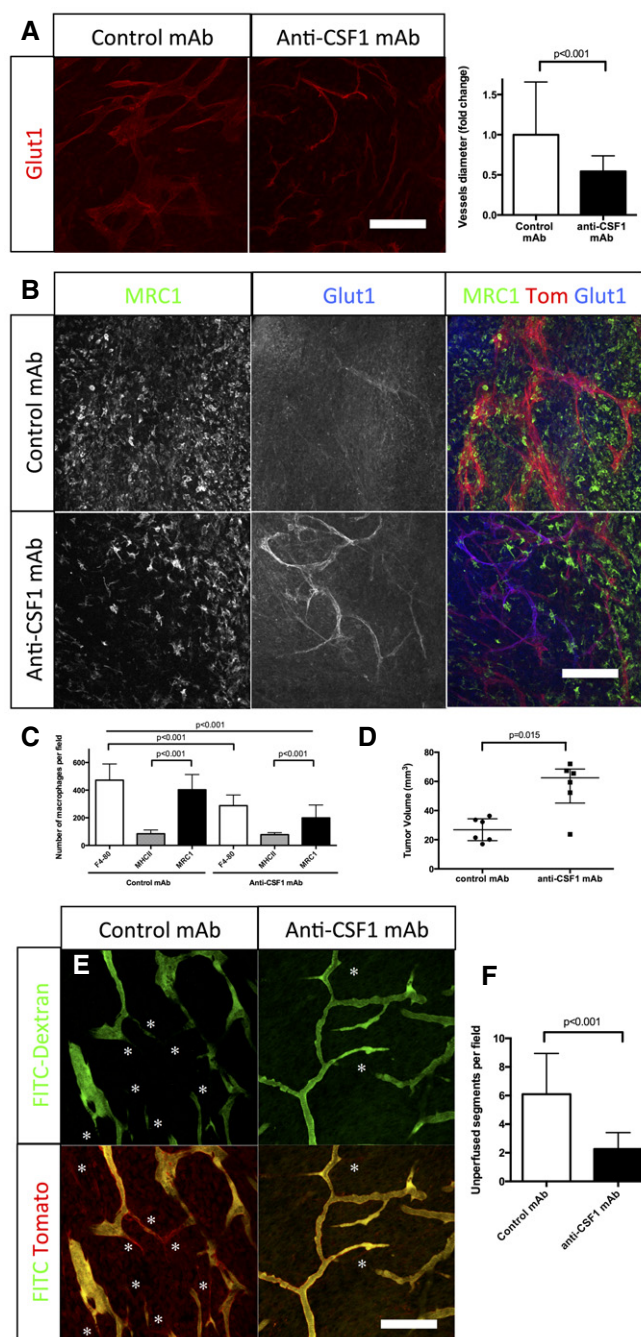 A
Control mAb
Anti-CSF1 mAb
Glut1
p<0.001
Vessels diameter (fold change)
1.5
1.0
0.5
0.0
Control mAb
anti-CSF1 mAb
B
MRC1
Glut1
MRC1 Tom Glut1
Control mAb
Anti-CSF1 mAb
C
p<0.001
p<0.001
p<0.001
p<0.001
Number of macrophages per field
600
400
200
0
F4-80
MHCII
MRC1
F4-80
MHCII
MRC1
Control mAb
Anti-CSF1 mAb
D
p=0.015
Tumor Volume (mm³)
80
60
40
20
0
control mAb
anti-CSF1 mAb
Control mAb
Anti-CSF1 mAb
E
FITC-Dextran
* * * * * * *
* *
FITC Tomato
* * * * * * *
* *
F
p<0.001
Unperfused segments per field
10
8
6
4
2
0
Control mAb
anti-CSF1 mAb